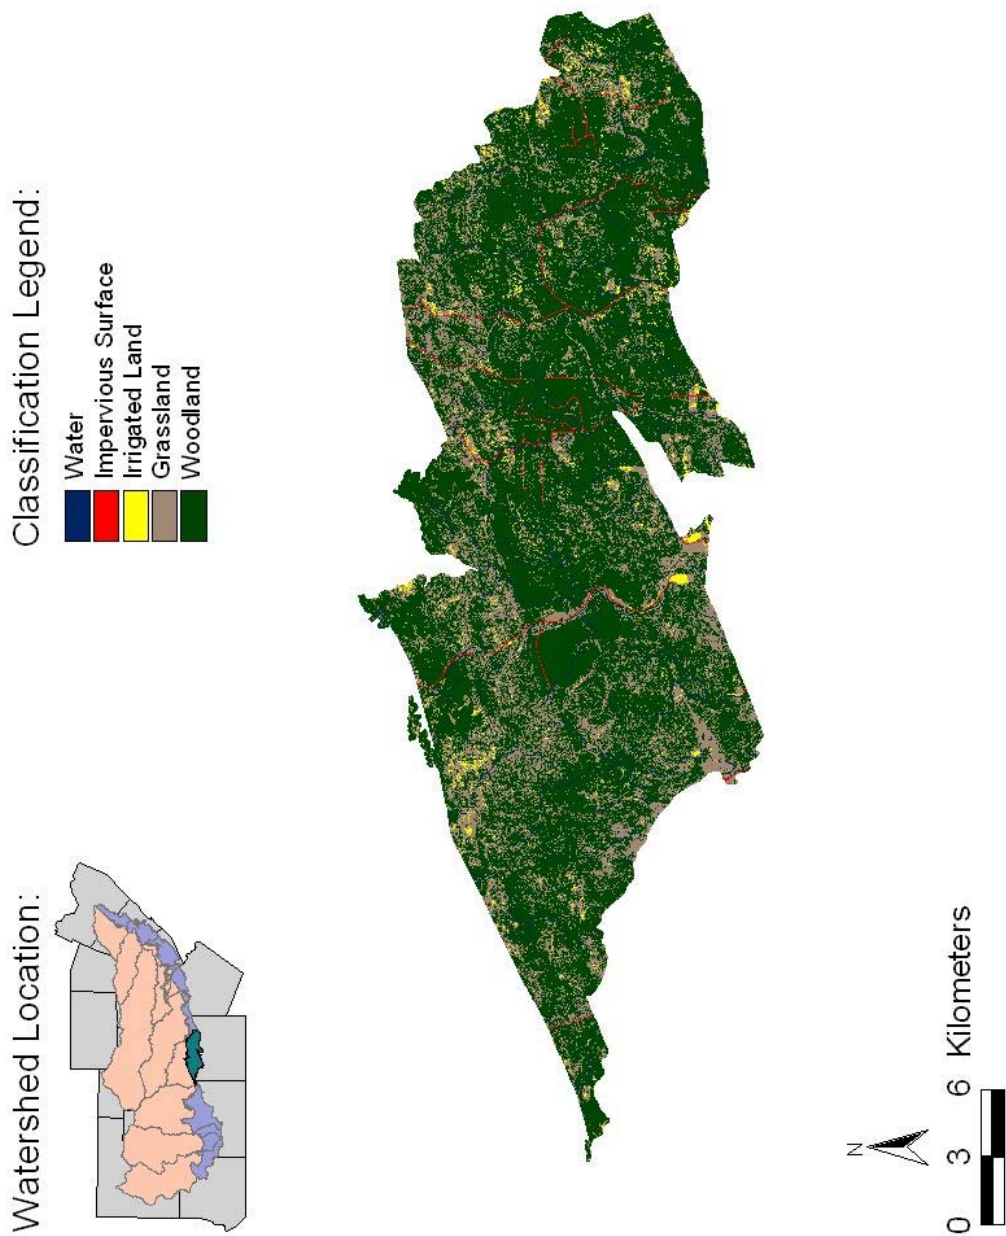 Watershed Location:
Classification Legend:
Water
Impervious Surface
Irrigated Land
Grassland
Woodland
N
0 3 6 Kilometers